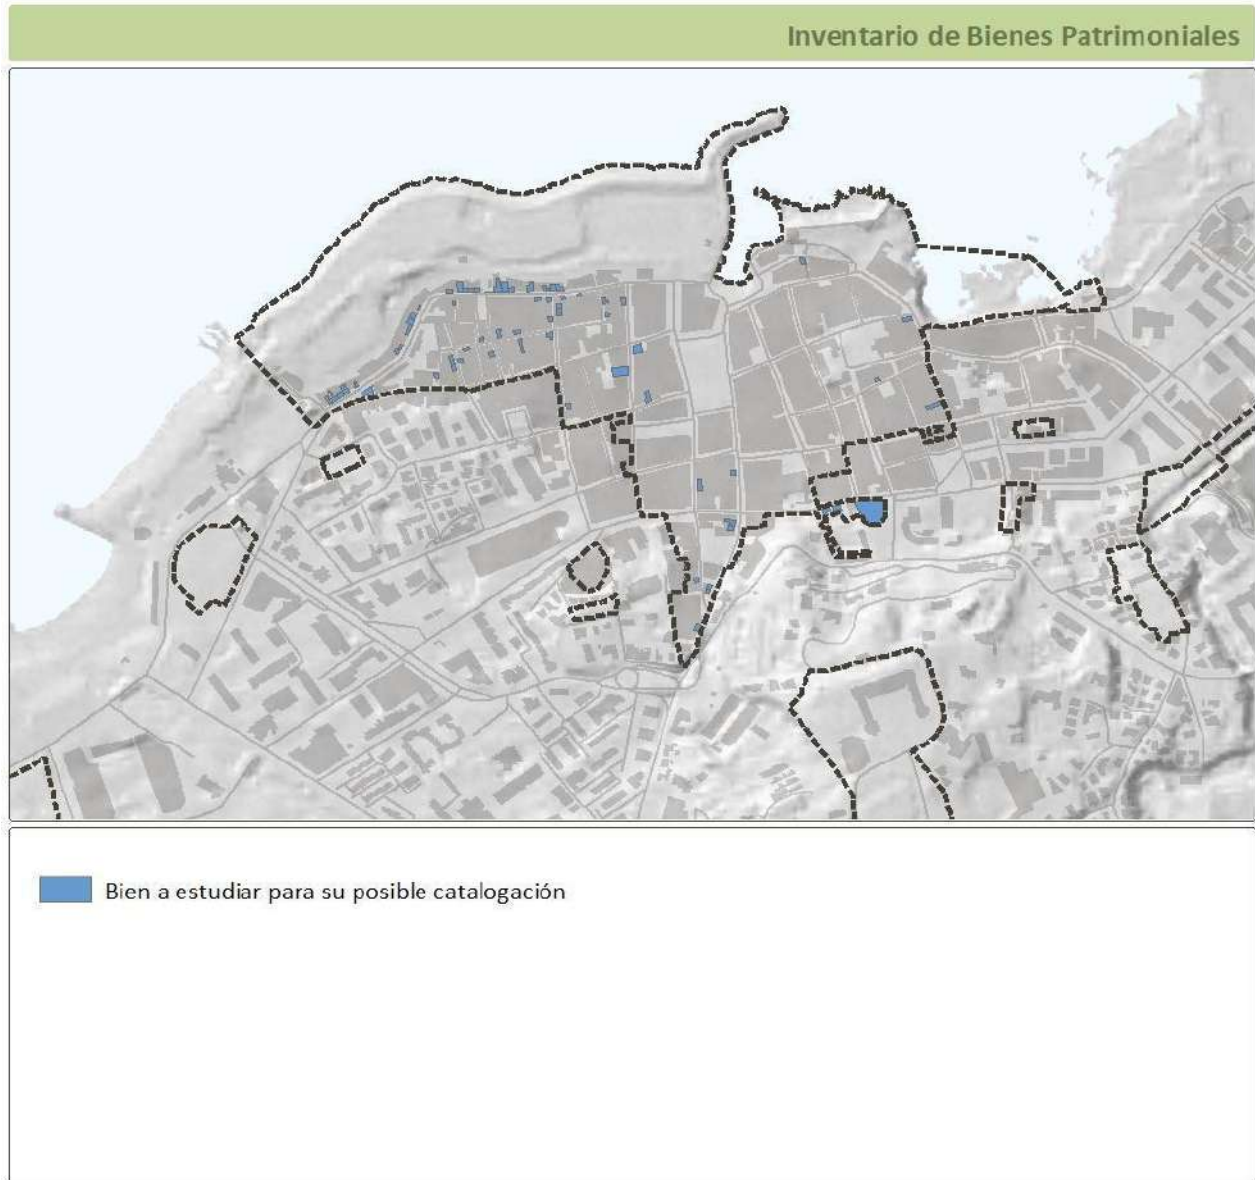 Inventario de Bienes Patrimoniales
Bien a estudiar para su posible catalogación